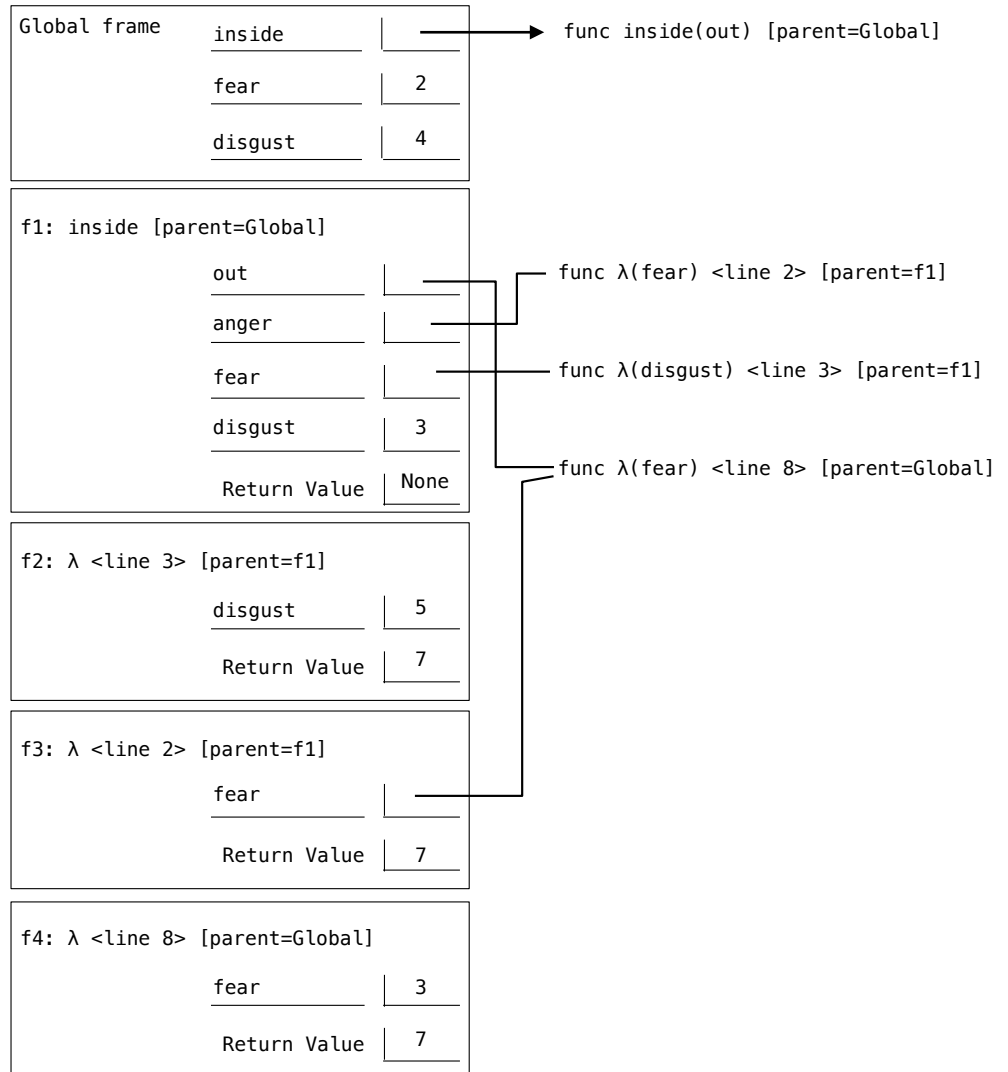 Global frame
inside
func inside(out) [parent=Global]
fear 2
disgust 4
f1: inside [parent=Global]
out
func λ(fear) <line 2> [parent=f1]
anger
fear
func λ(disgust) <line 3> [parent=f1]
disgust 3
func λ(fear) <line 8> [parent=Global]
Return Value None
f2: λ <line 3> [parent=f1]
disgust 5
Return Value 7
f3: λ <line 2> [parent=f1]
fear
Return Value 7
f4: λ <line 8> [parent=Global]
fear 3
Return Value 7